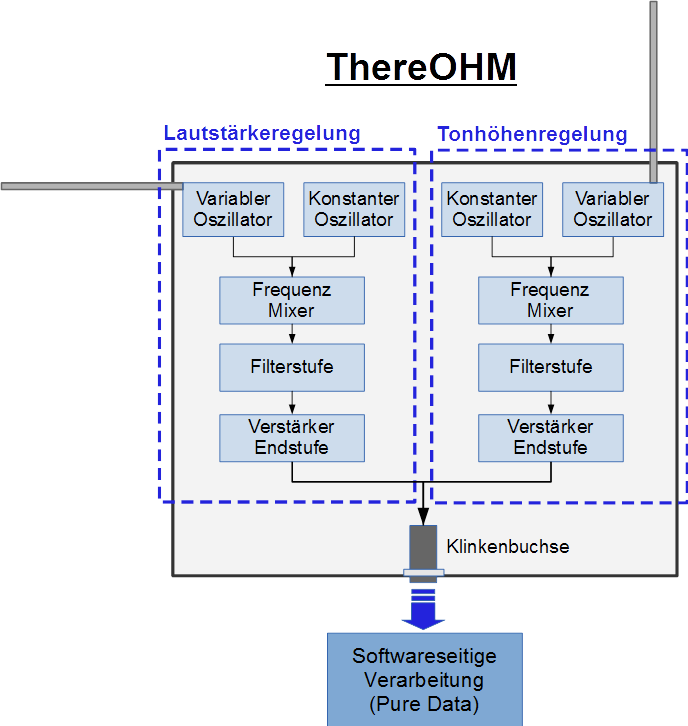 ThereOHM
Lautstärkeregelung
Tonhöhenregelung
Variabler
Oszillator
Konstanter
Oszillator
Konstanter
Oszillator
Variabler
Oszillator
Frequenz
Mixer
Frequenz
Mixer
Filterstufe
Filterstufe
Verstärker
Endstufe
Verstärker
Endstufe
Klinkenbuchse
Softwareseitige
Verarbeitung
(Pure Data)